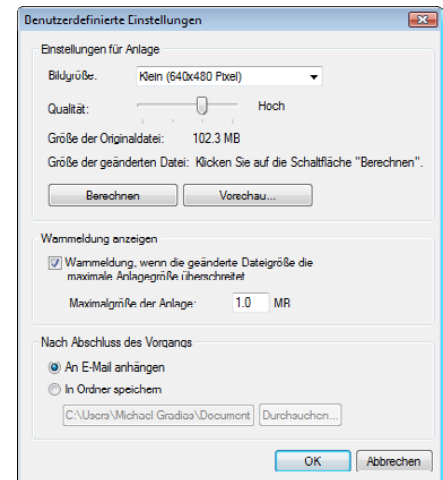 Benutzerdefinierte Einstellungen
Einstellungen für Anlage
Bildgröße: Klein (640x480 Pixel)
Qualität: Hoch
Größe der Originaldatei: 102.3 MB
Größe der geänderten Datei: Klicken Sie auf die Schaltfläche "Berechnen".
Berechnen Vorschau...
Warnmeldung anzeigen
Warnmeldung, wenn die geänderte Dateigröße die
maximale Anlagegröße überschreitet
Maximalgröße der Anlage: 1.0 MB
Nach Abschluss des Vorgangs
An E-Mail anhängen
In Ordner speichern
C:\Users\Michael Gradias\Document Durchsuchen...
OK Abbrechen